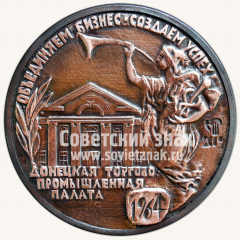 ОБЪЕДИНЯЕМ БИЗНЕС · СОЗДАЕМ УСПЕХ
Советский знак
www.sovietznak.ru
ДОНЕЦКАЯ ТОРГОВО-
ПРОМЫШЛЕННАЯ
ПАЛАТА
1964